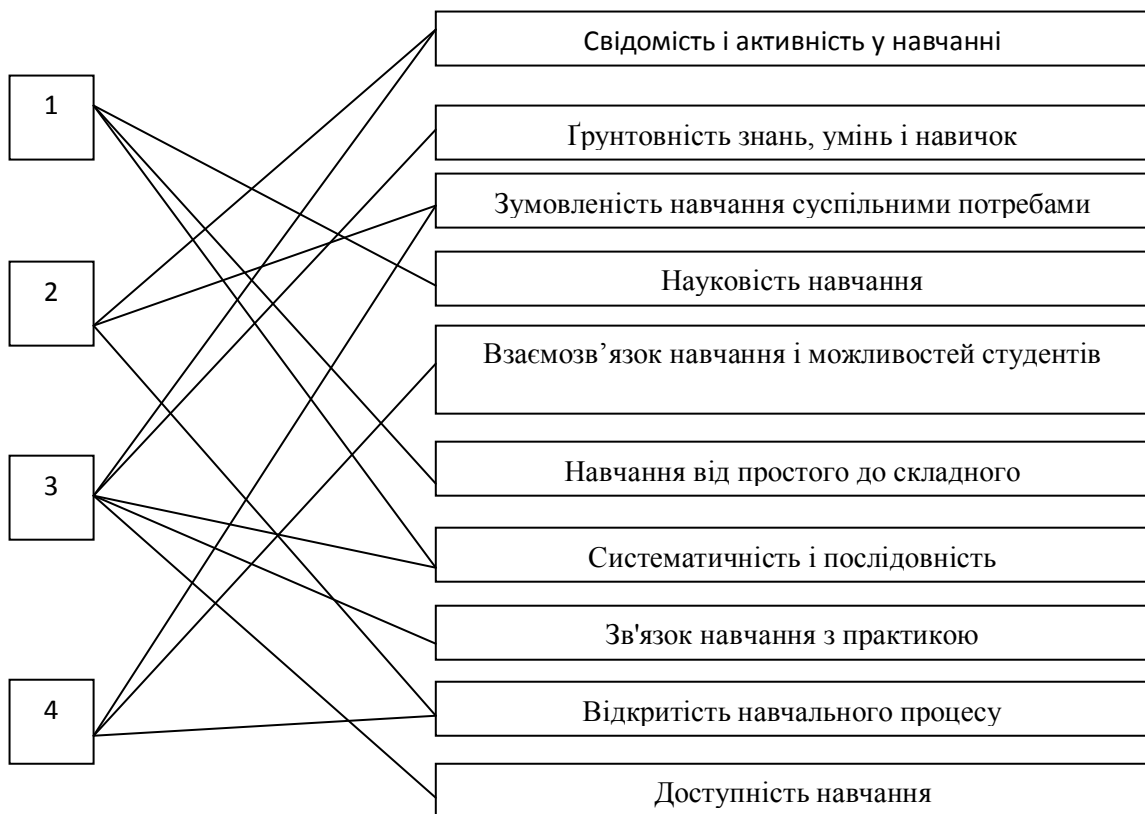 Свідомість і активність у навчанні
1
Ґрунтовність знань, умінь і навичок
Зумовленість навчання суспільними потребами
2
Науковість навчання
Взаємозв’язок навчання і можливостей студентів
Навчання від простого до складного
3
Систематичність і послідовність
Зв'язок навчання з практикою
4
Відкритість навчального процесу
Доступність навчання